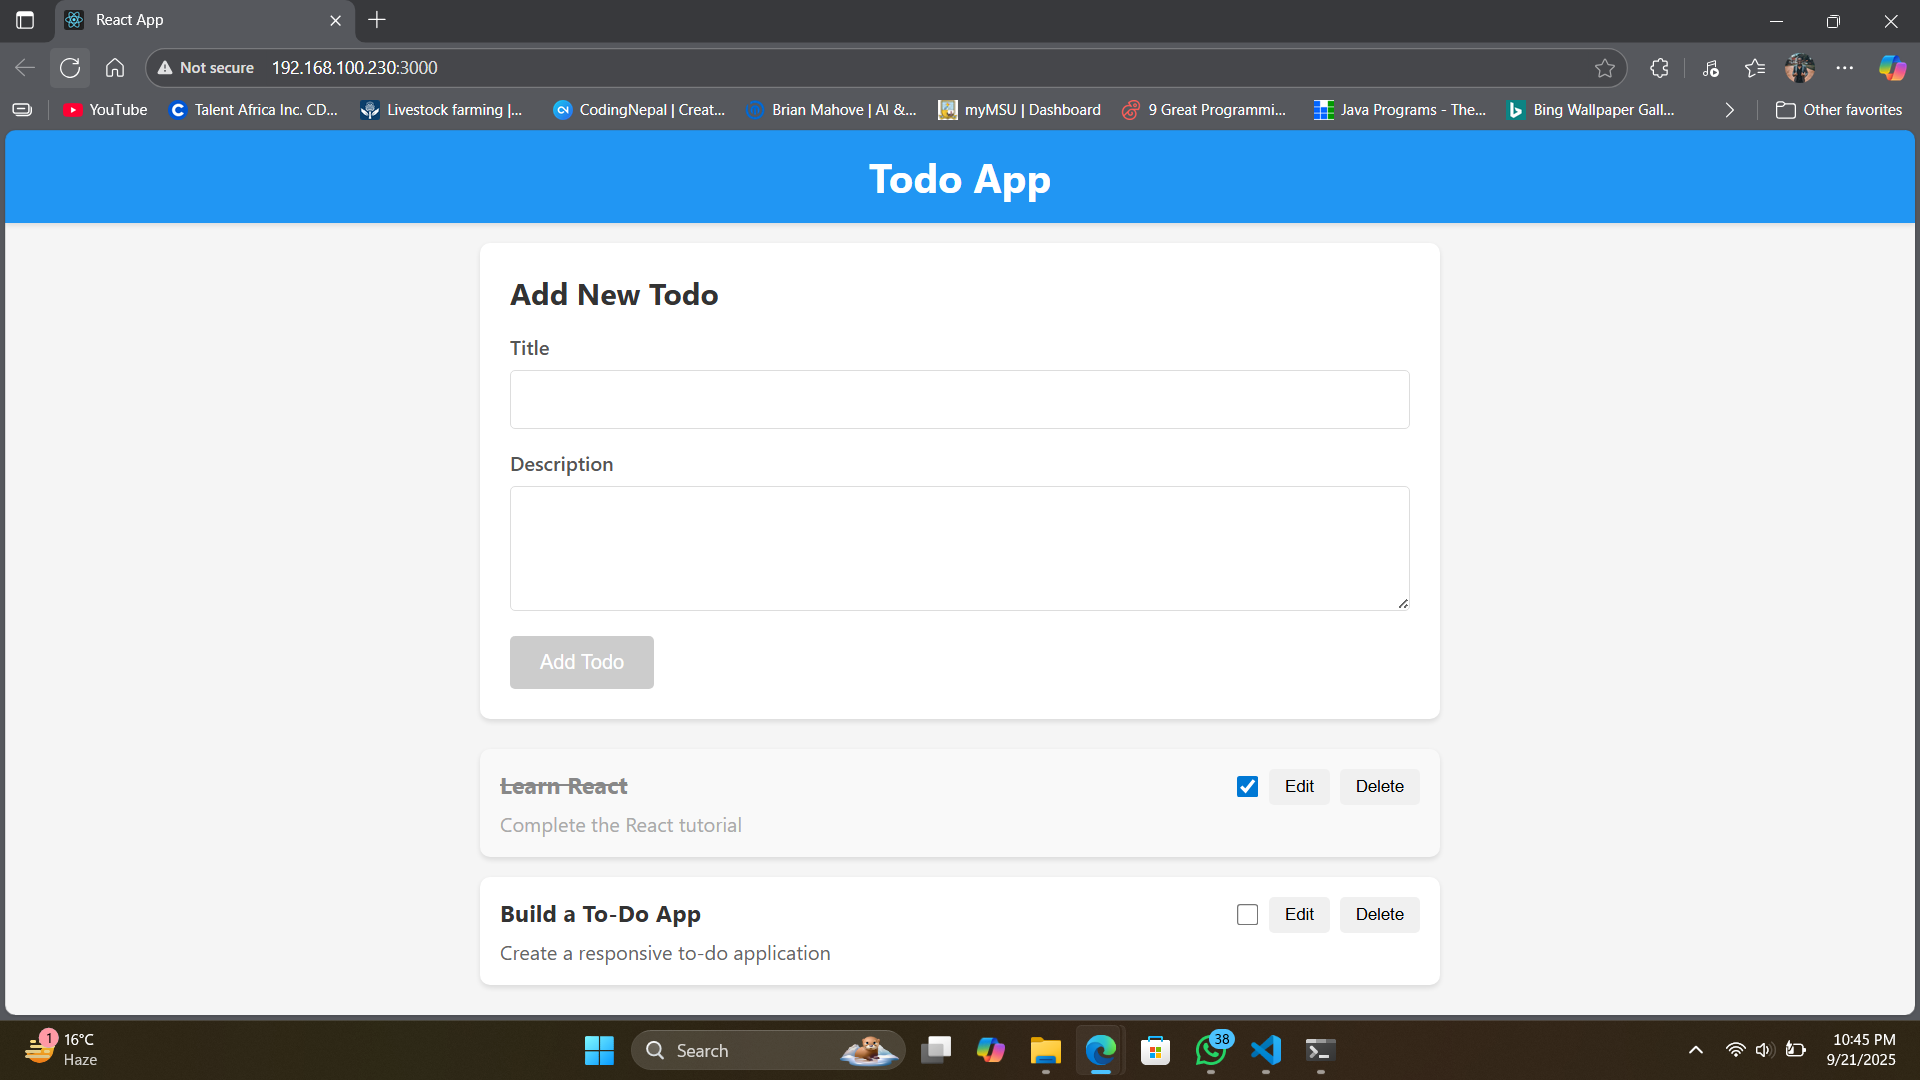 React App
Not secure 192.168.100.230:3000
YouTube Talent Africa Inc. CD... Livestock farming |... CodingNepal | Creat... Brian Mahove | AI &... myMSU | Dashboard 9 Great Programmi... Java Programs - The... Bing Wallpaper Gall... Other favorites
Todo App
Add New Todo
Title
Description
Add Todo
Learn React Edit Delete
Complete the React tutorial
Build a To-Do App Edit Delete
Create a responsive to-do application
1 16°C
Haze
Search
38
10:45 PM
9/21/2025